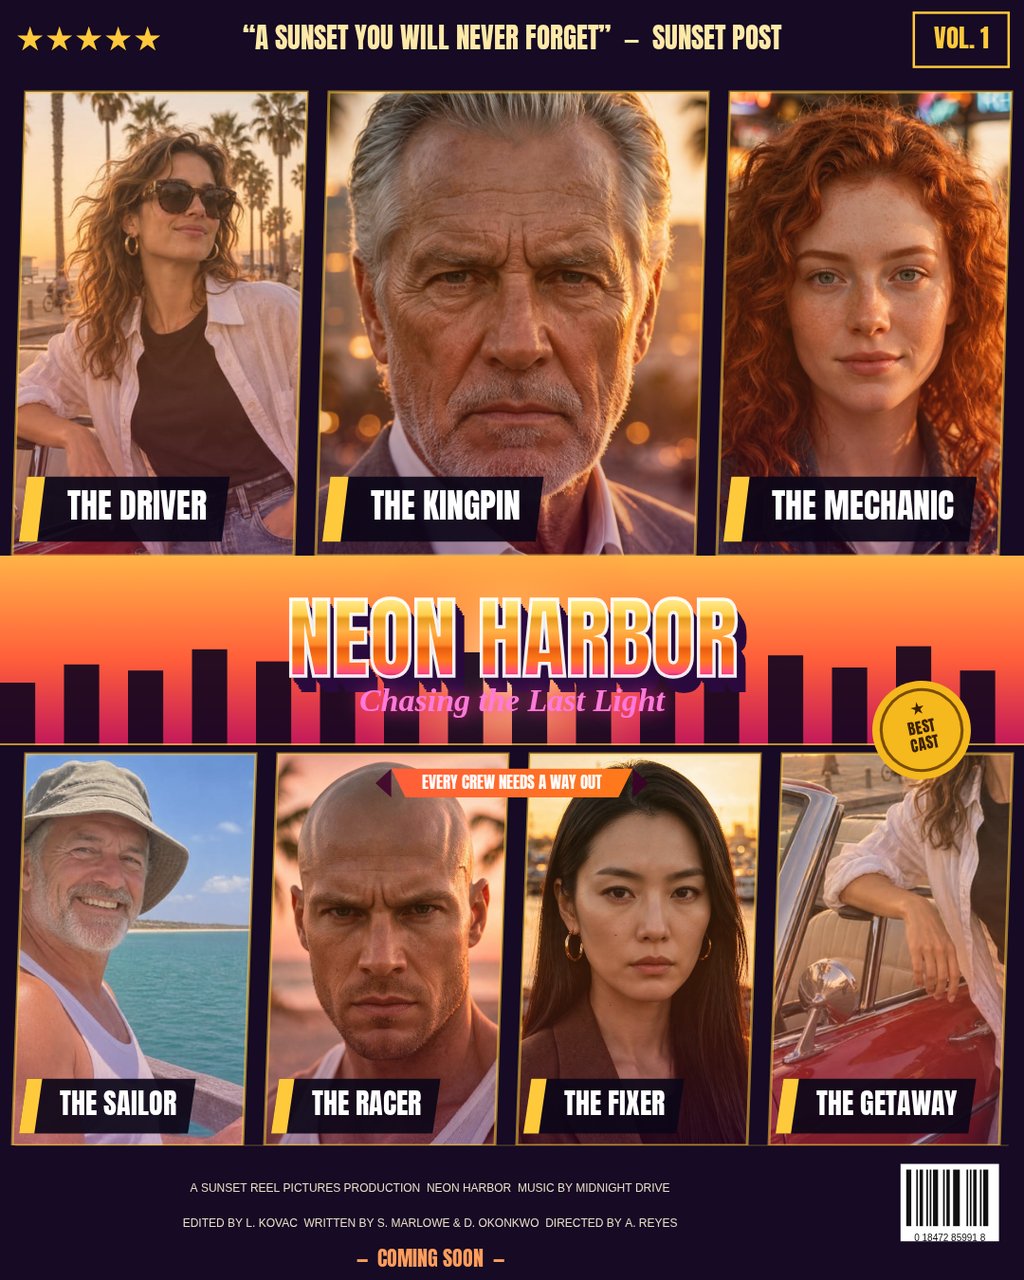 ★★★★★ “A SUNSET YOU WILL NEVER FORGET” – SUNSET POST VOL. 1
THE DRIVER
THE KINGPIN
THE MECHANIC
NEON HARBOR
Chasing the Last Light
★
BEST
CAST
EVERY CREW NEEDS A WAY OUT
THE SAILOR
THE RACER
THE FIXER
THE GETAWAY
A SUNSET REEL PICTURES PRODUCTION NEON HARBOR MUSIC BY MIDNIGHT DRIVE
EDITED BY L. KOVAC WRITTEN BY S. MARLOWE & D. OKONKWO DIRECTED BY A. REYES
– COMING SOON –
0 18472 85991 8